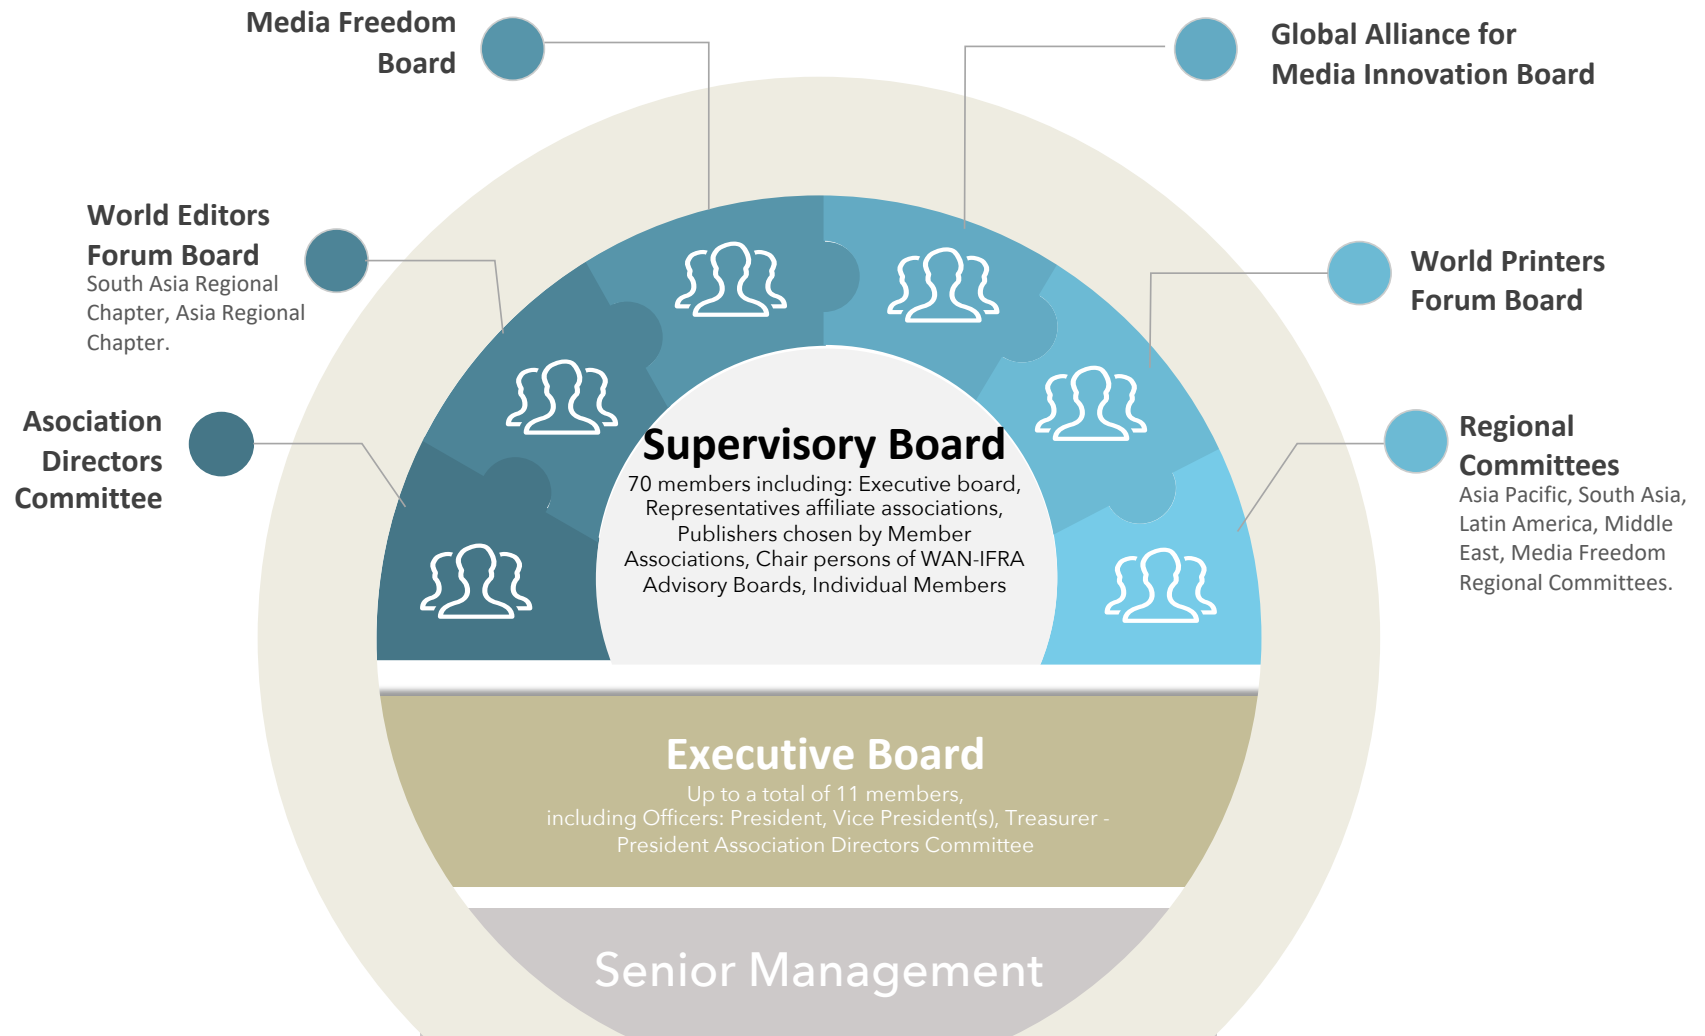 Media Freedom
Board
Global Alliance for
Media Innovation Board
World Editors
Forum Board
South Asia Regional
Chapter, Asia Regional
Chapter.
World Printers
Forum Board
Asociation
Directors
Committee
Regional
Committees
Asia Pacific, South Asia,
Latin America, Middle
East, Media Freedom
Regional Committees.
Supervisory Board
70 members including: Executive board,
Representatives affiliate associations,
Publishers chosen by Member
Associations, Chair persons of WAN-IFRA
Advisory Boards, Individual Members
Executive Board
Up to a total of 11 members,
including Officers: President, Vice President(s), Treasurer -
President Association Directors Committee
Senior Management